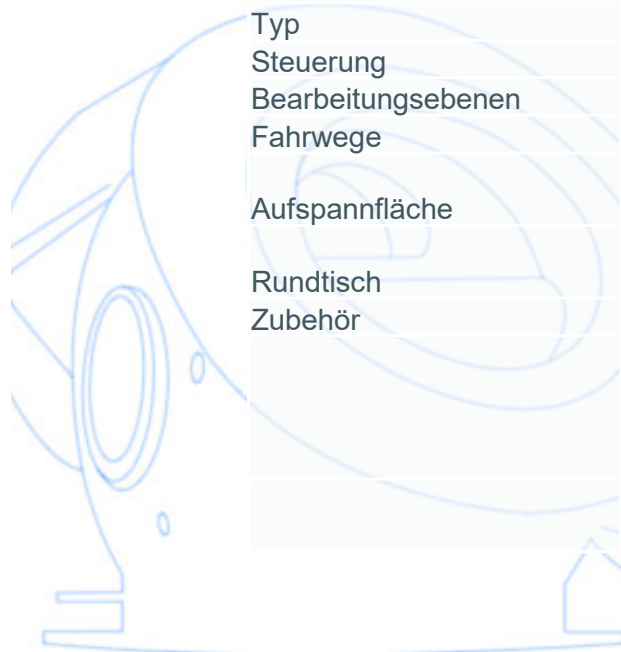 Typ
Steuerung
Bearbeitungsebenen
Fahrwege
Aufspannfläche
Rundtisch
Zubehör